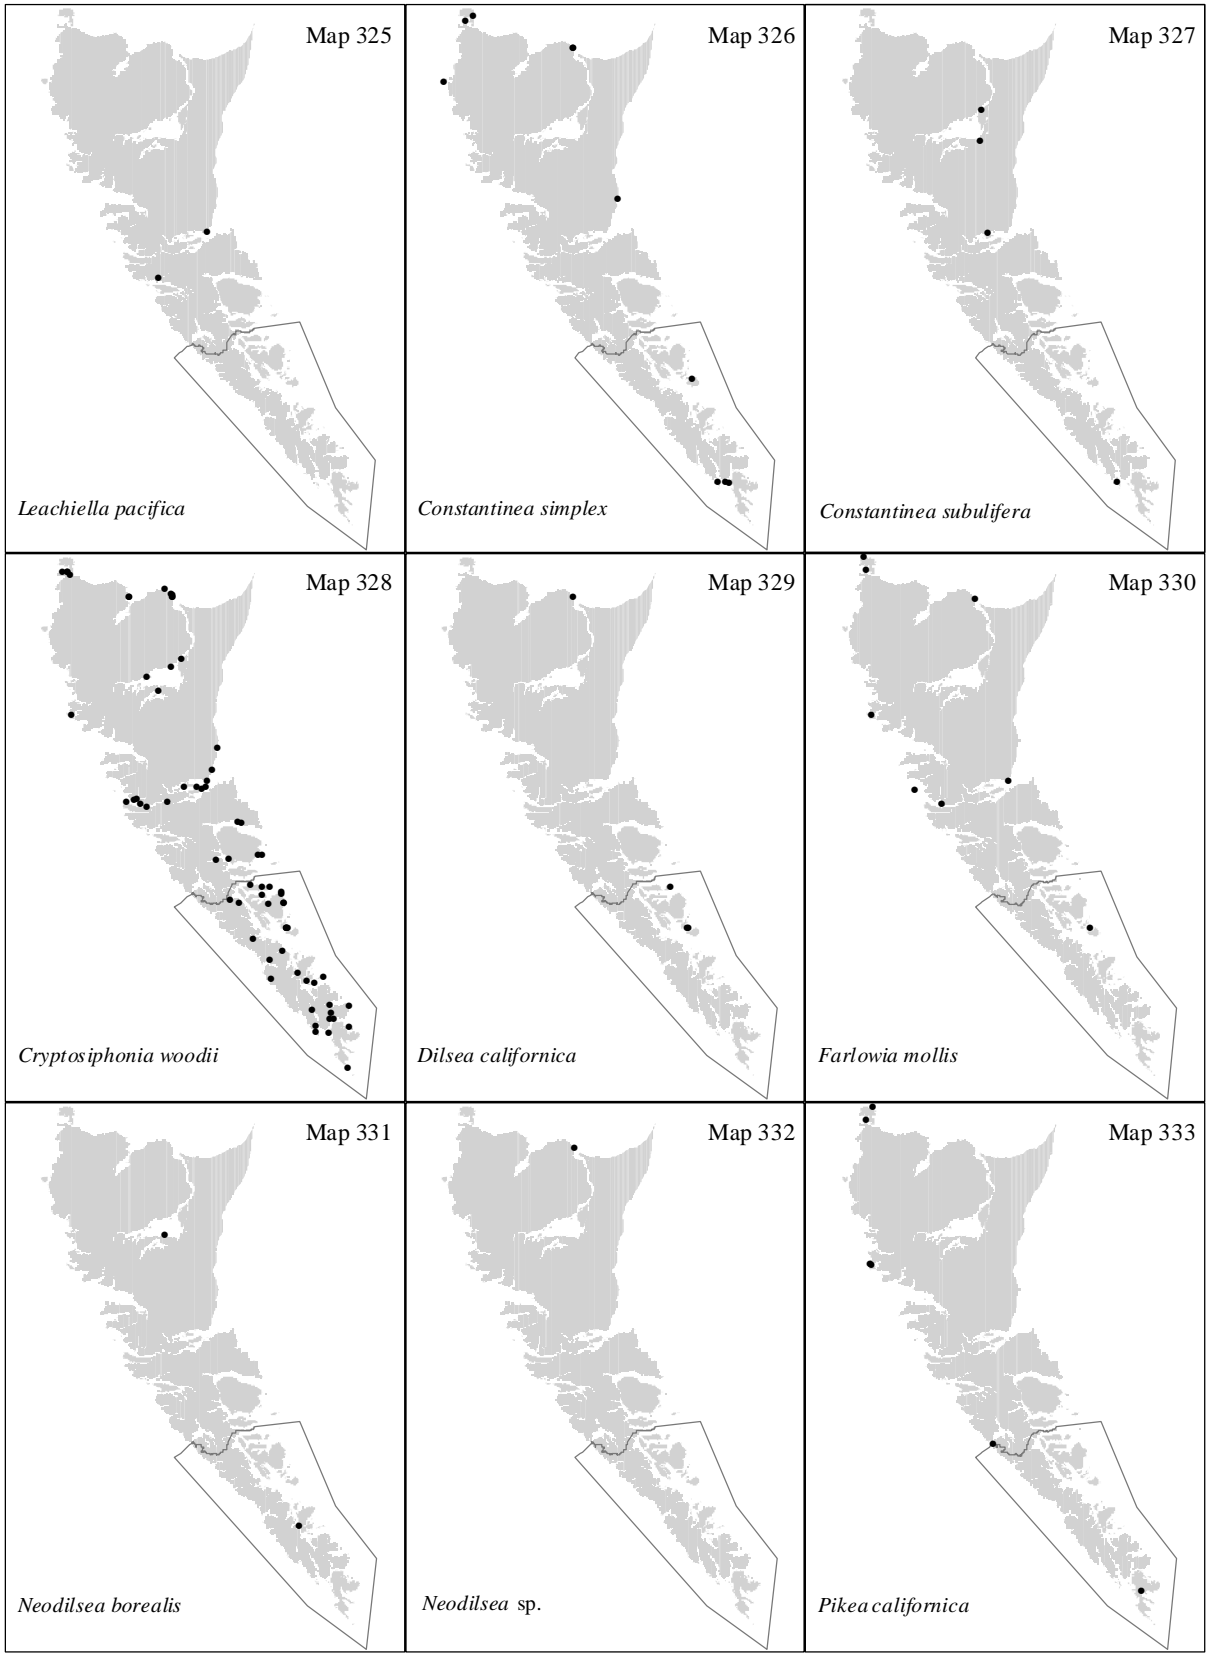 Map 325
Leachiella pacifica
Map 326
Constantinea simplex
Map 327
Constantinea subulifera
Map 328
Cryptosiphonia woodii
Map 329
Dilsea californica
Map 330
Farlowia mollis
Map 331
Neodilsea borealis
Map 332
Neodilsea sp.
Map 333
Pikea californica